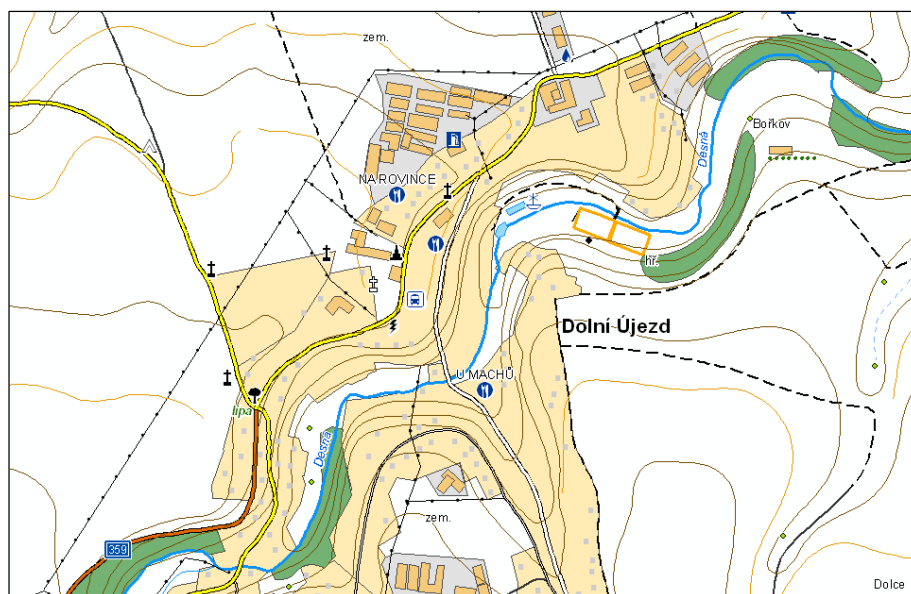 zem.
Bořkov
Desná
NA ROVINCE
hř.
Dolní Újezd
U MACHŮ
lípa
Desná
zem.
359
Dolce